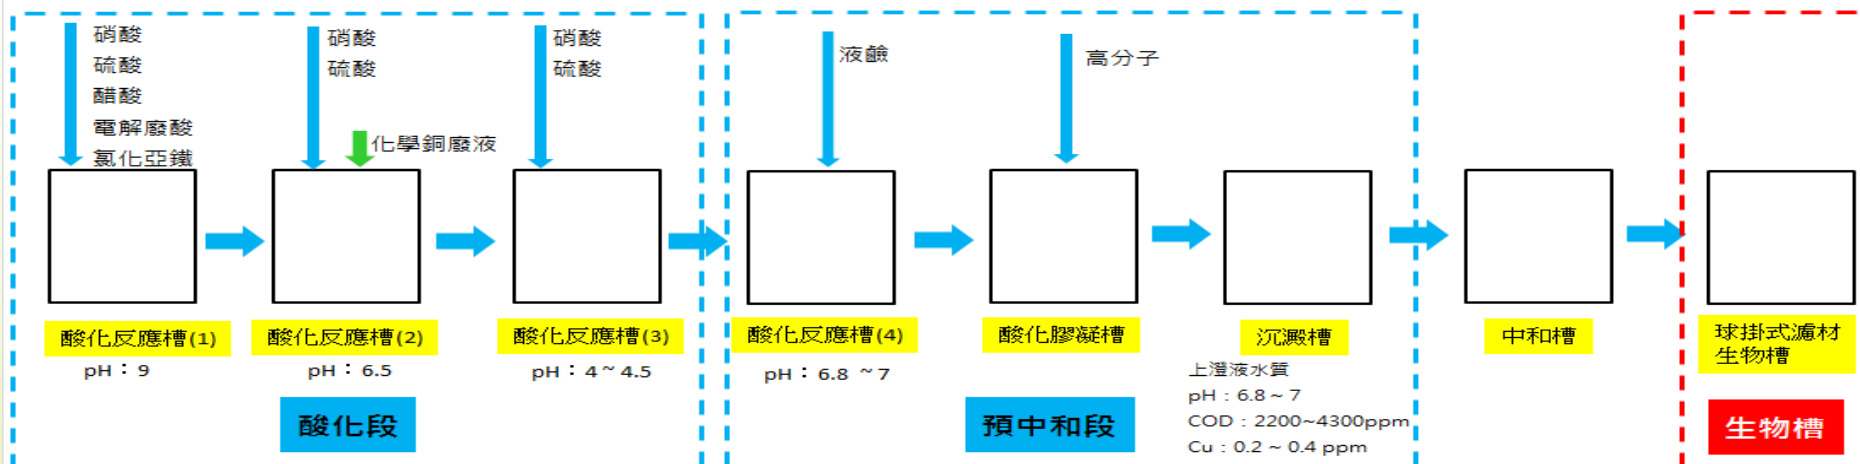 硝酸
硫酸
醋酸
電解廢酸
氯化亞鐵
硝酸
硫酸
化學銅廢液
硝酸
硫酸
液鹼
高分子
酸化反應槽(1)
pH：9
酸化反應槽(2)
pH：6.5
酸化反應槽(3)
pH：4~4.5
酸化反應槽(4)
pH：6.8 ~7
酸化膠凝槽
沉澱槽
上澄液水質
pH：6.8~7
COD：2200~4300ppm
Cu：0.2~0.4 ppm
中和槽
球掛式濾材
生物槽
酸化段
預中和段
生物槽